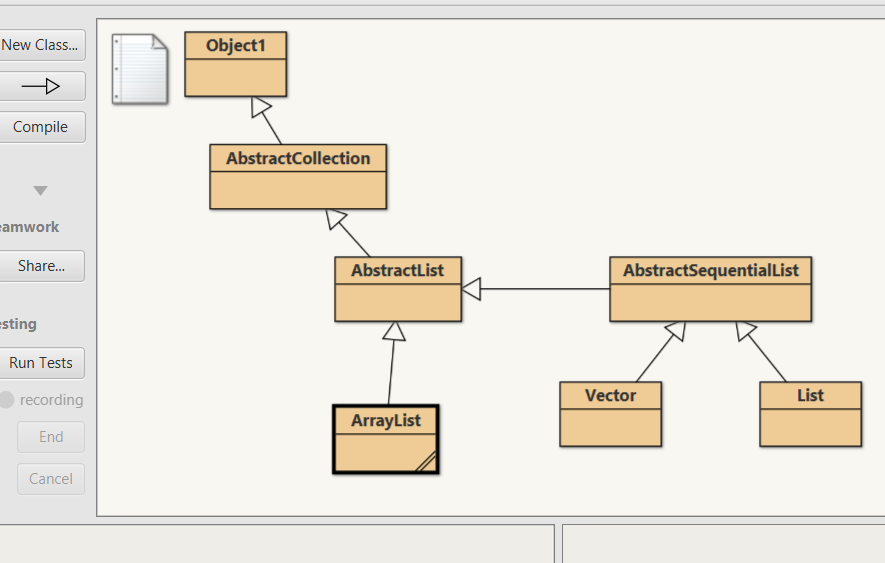 New Class...
Compile
eamwork
Share...
esting
Run Tests
recording
End
Cancel
Object1
AbstractCollection
AbstractList
AbstractSequentialList
ArrayList
Vector
List